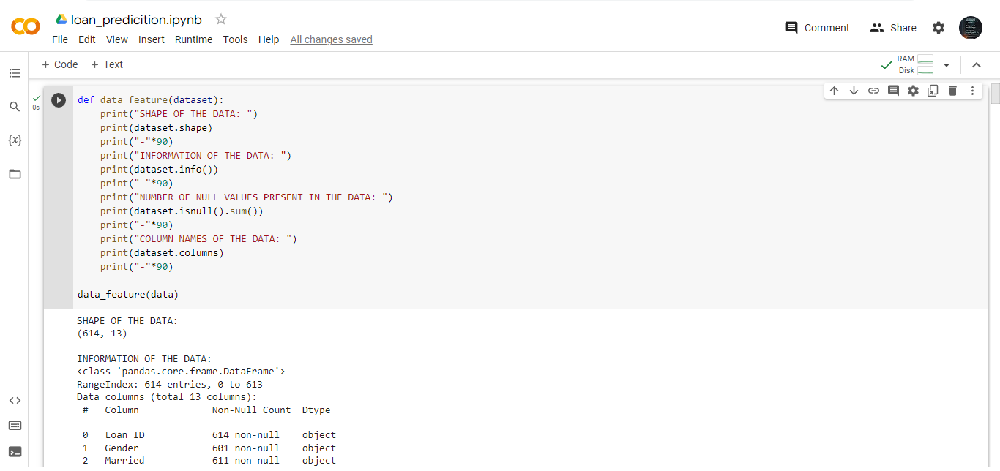 loan_predicition.ipynb
File Edit View Insert Runtime Tools Help All changes saved
Comment Share
+ Code + Text
RAM
Disk
0s
def data_feature(dataset):
    print("SHAPE OF THE DATA: ")
    print(dataset.shape)
    print("-"*90)
    print("INFORMATION OF THE DATA: ")
    print(dataset.info())
    print("-"*90)
    print("NUMBER OF NULL VALUES PRESENT IN THE DATA: ")
    print(dataset.isnull().sum())
    print("-"*90)
    print("COLUMN NAMES OF THE DATA: ")
    print(dataset.columns)
    print("-"*90)
data_feature(data)
SHAPE OF THE DATA:
(614, 13)
------------------------------------------------------------------------------------------
INFORMATION OF THE DATA:
<class 'pandas.core.frame.DataFrame'>
RangeIndex: 614 entries, 0 to 613
Data columns (total 13 columns):
 #   Column             Non-Null Count  Dtype
---  ------             --------------  -----
 0   Loan_ID            614 non-null    object
 1   Gender             601 non-null    object
 2   Married            611 non-null    object